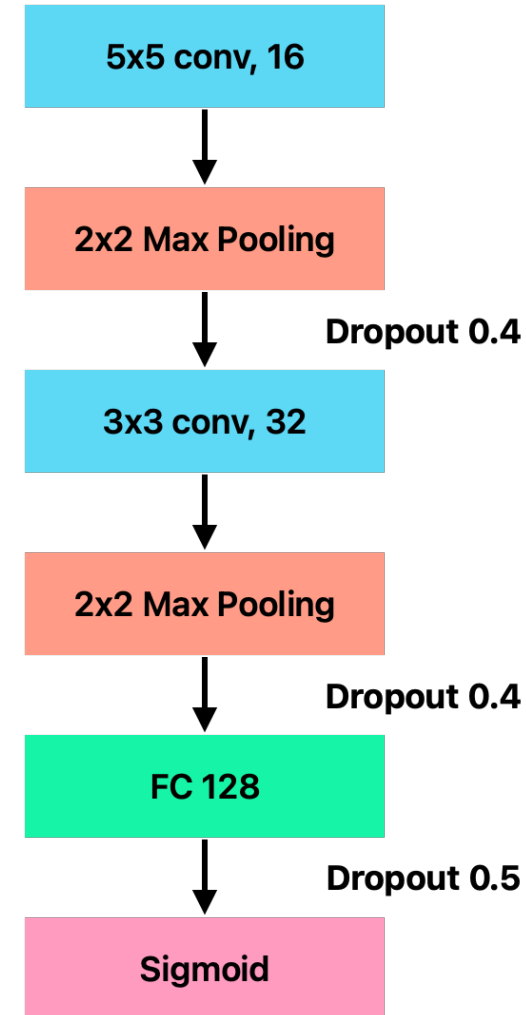 5x5 conv, 16
2x2 Max Pooling
Dropout 0.4
3x3 conv, 32
2x2 Max Pooling
Dropout 0.4
FC 128
Dropout 0.5
Sigmoid